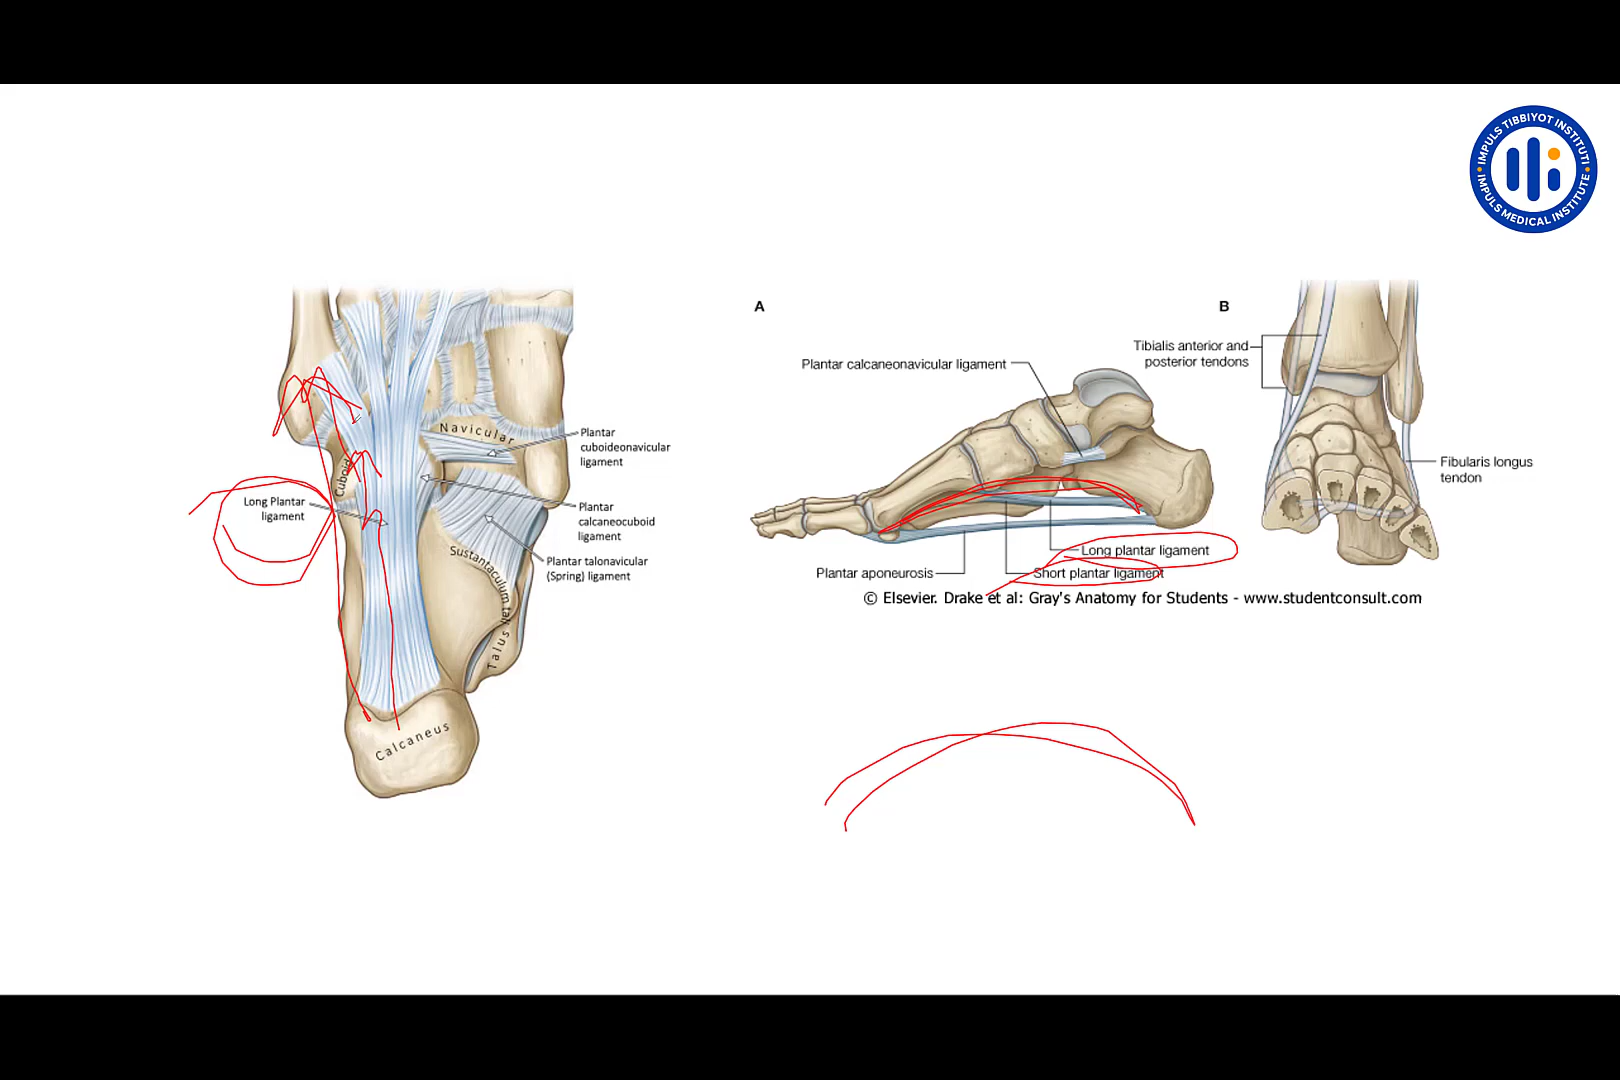 IMPULS TIBBIYOT INSTITUTI
IMPULS MEDICAL INSTITUTE
Navicular
Cuboid
Long Plantar
ligament
Plantar
cuboideonavicular
ligament
Plantar
calcaneocuboid
ligament
Plantar talonavicular
(Spring) ligament
Sustantaculum tali
Talus
Calcaneus
A
Plantar calcaneonavicular ligament
Long plantar ligament
Short plantar ligament
Plantar aponeurosis
B
Tibialis anterior and
posterior tendons
Fibularis longus
tendon
© Elsevier. Drake et al: Gray's Anatomy for Students - www.studentconsult.com